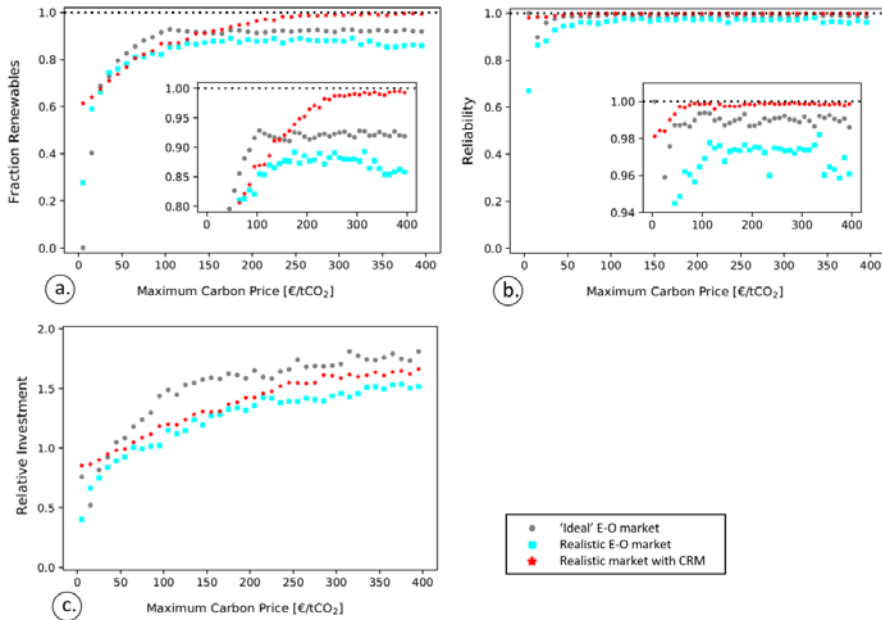 1.0
0.8
0.6
0.4
0.2
0.0
Fraction Renewables
1.00
0.95
0.90
0.85
0.80
0 100 200 300 400
0 50 100 150 200 250 300 350 400
Maximum Carbon Price [€/tCO₂]
a.
1.0
0.8
0.6
0.4
0.2
0.0
Reliability
1.00
0.98
0.96
0.94
0 100 200 300 400
0 50 100 150 200 250 300 350 400
Maximum Carbon Price [€/tCO₂]
b.
2.0
1.5
1.0
0.5
0.0
Relative Investment
0 50 100 150 200 250 300 350 400
Maximum Carbon Price [€/tCO₂]
c.
'Ideal' E-O market
Realistic E-O market
Realistic market with CRM